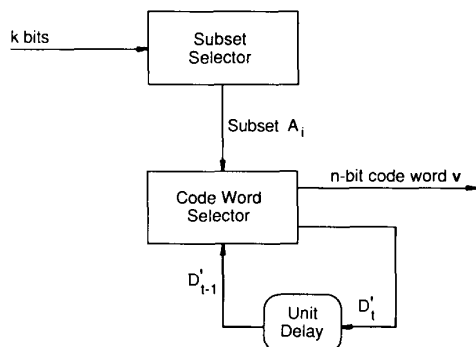 k bits
Subset
Selector
Subset A_i
n-bit code word v
Code Word
Selector
D'_{t-1}
D'_t
Unit
Delay